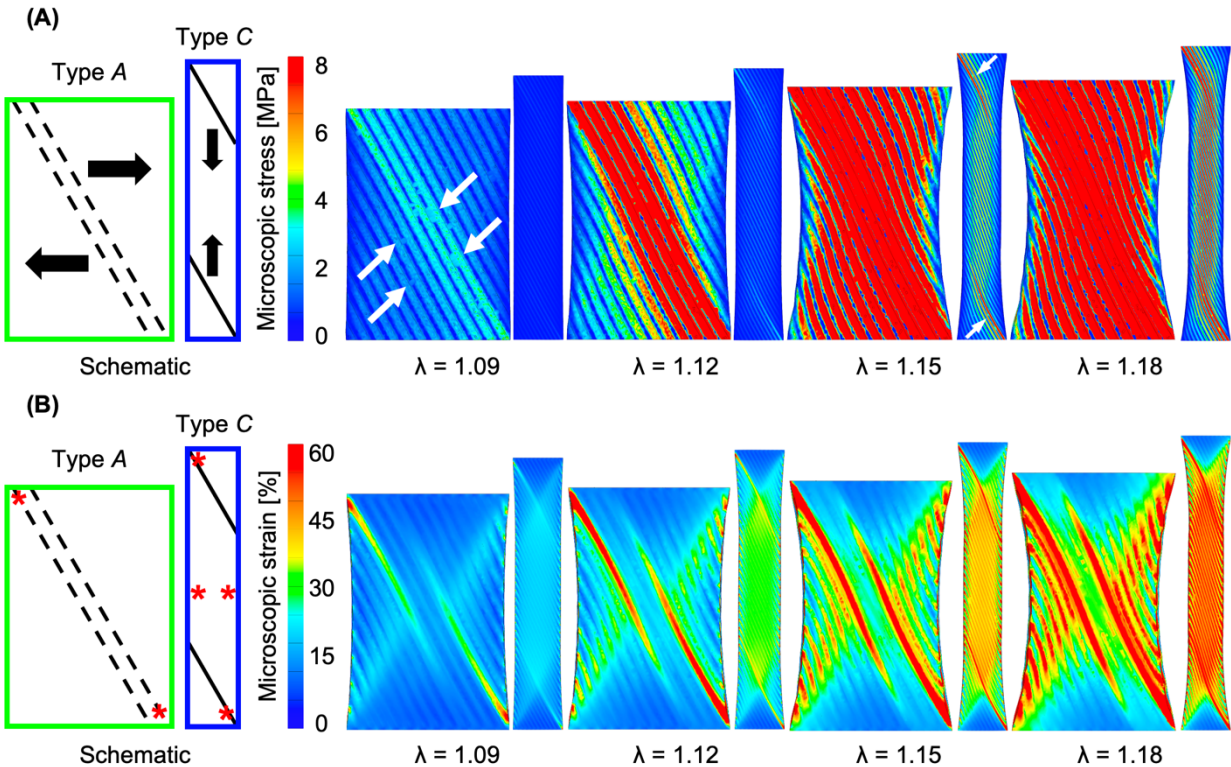 (A)
Type C
Type A
Microscopic stress [MPa]
8
6
4
2
0
Schematic
λ = 1.09
λ = 1.12
λ = 1.15
λ = 1.18
(B)
Type C
Type A
* * * * * *
Microscopic strain [%]
60
45
30
15
0
Schematic
λ = 1.09
λ = 1.12
λ = 1.15
λ = 1.18